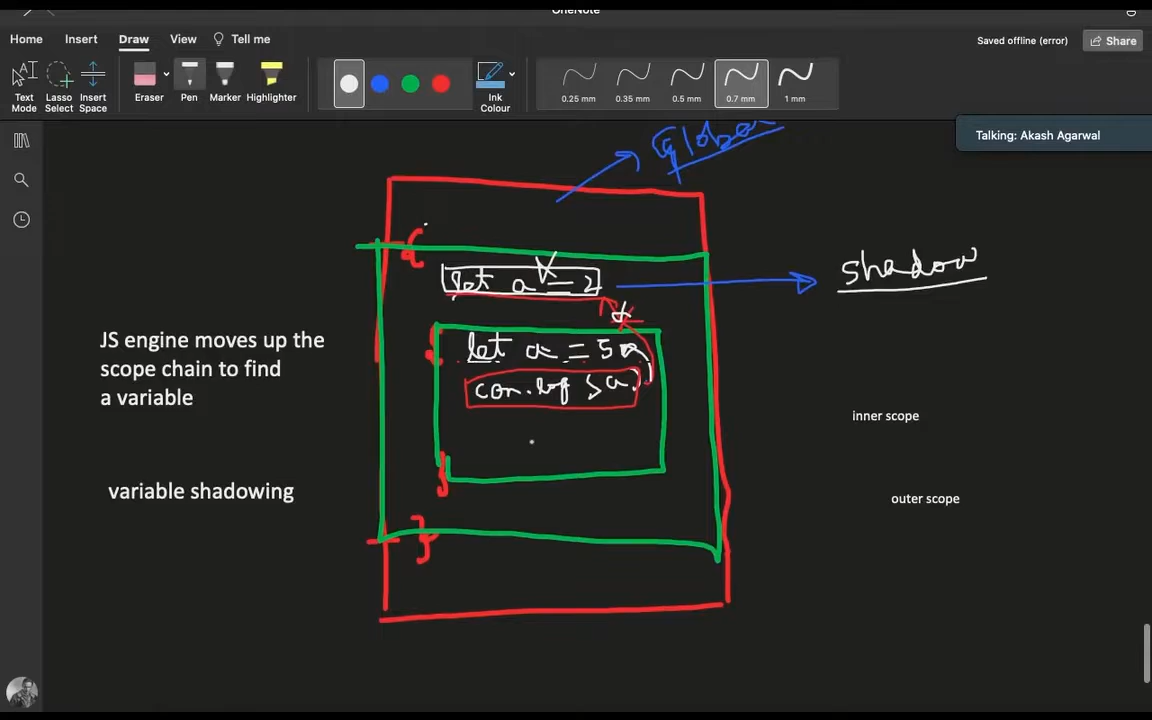 OneNote
Home Insert Draw View Tell me
Saved offline (error) Share
Text Mode
Lasso Select
Insert Space
Eraser
Pen
Marker
Highlighter
Ink Colour
0.25 mm
0.35 mm
0.5 mm
0.7 mm
1 mm
Talking: Akash Agarwal
Global
let a = 2
shadow
JS engine moves up the
scope chain to find
a variable
let a = 5
con.log (a)
inner scope
variable shadowing
outer scope